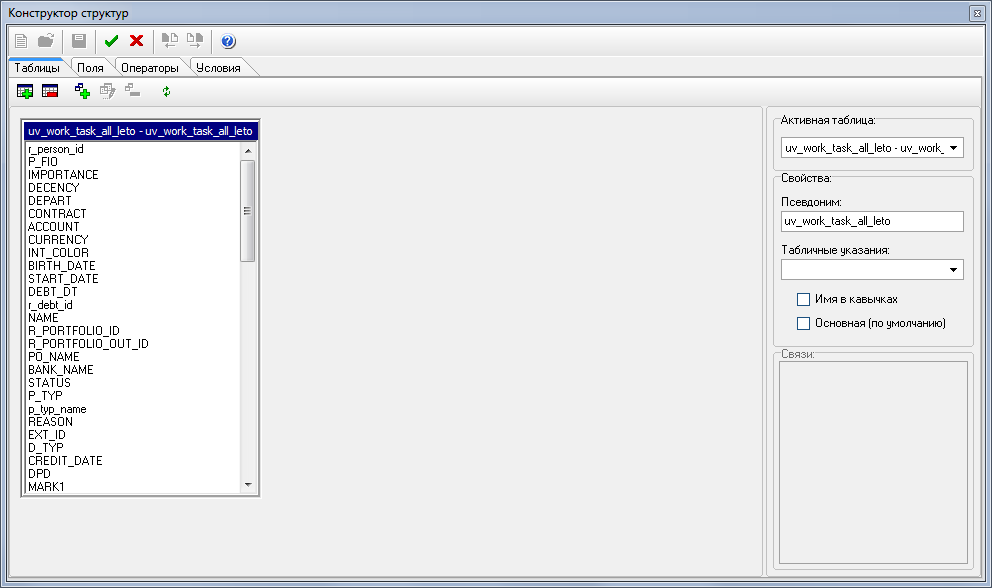 Конструктор структур
Таблицы Поля Операторы Условия
uv_work_task_all_leto - uv_work_task_all_leto
r_person_id
P_FIO
IMPORTANCE
DECENCY
DEPART
CONTRACT
ACCOUNT
CURRENCY
INT_COLOR
BIRTH_DATE
START_DATE
DEBT_DT
r_debt_id
NAME
R_PORTFOLIO_ID
R_PORTFOLIO_OUT_ID
PO_NAME
BANK_NAME
STATUS
P_TYP
p_typ_name
REASON
EXT_ID
D_TYP
CREDIT_DATE
DPD
MARK1
Активная таблица:
uv_work_task_all_leto - uv_work_
Свойства:
Псевдоним:
uv_work_task_all_leto
Табличные указания:
Имя в кавычках
Основная (по умолчанию)
Связи: